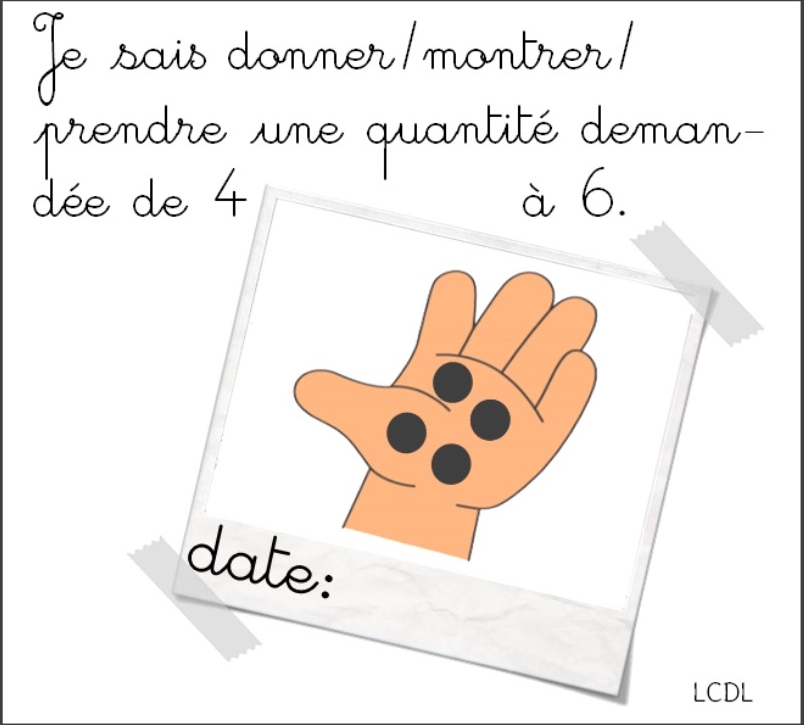 Je sais donner/montrer/
prendre une quantité deman-
dée de 4 à 6.
date:
LCDL